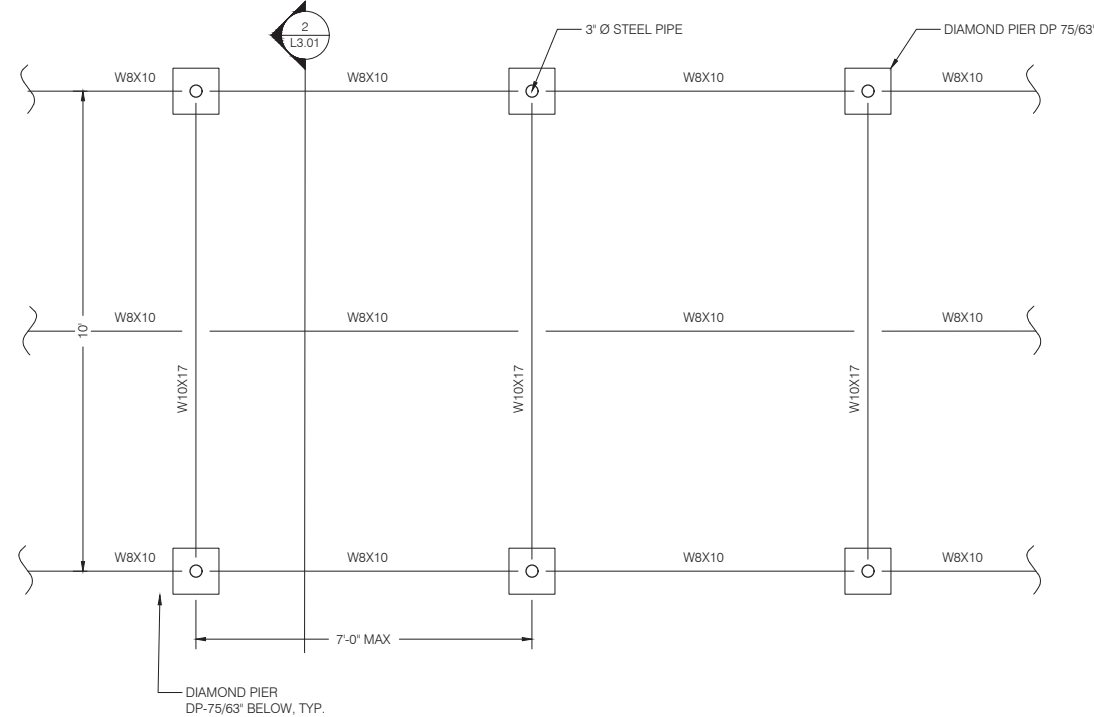 2
L3.01
3" Ø STEEL PIPE
DIAMOND PIER DP 75/63"
W8X10
W8X10
W8X10
W8X10
10'
W8X10
W8X10
W8X10
W8X10
W10X17
W10X17
W10X17
W8X10
W8X10
W8X10
W8X10
7'-0" MAX
DIAMOND PIER
DP-75/63" BELOW, TYP.